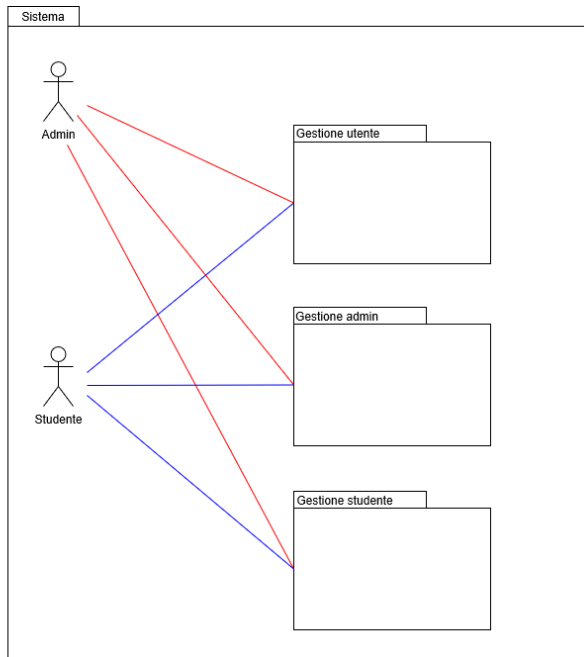 Sistema
Admin
Gestione utente
Gestione admin
Studente
Gestione studente